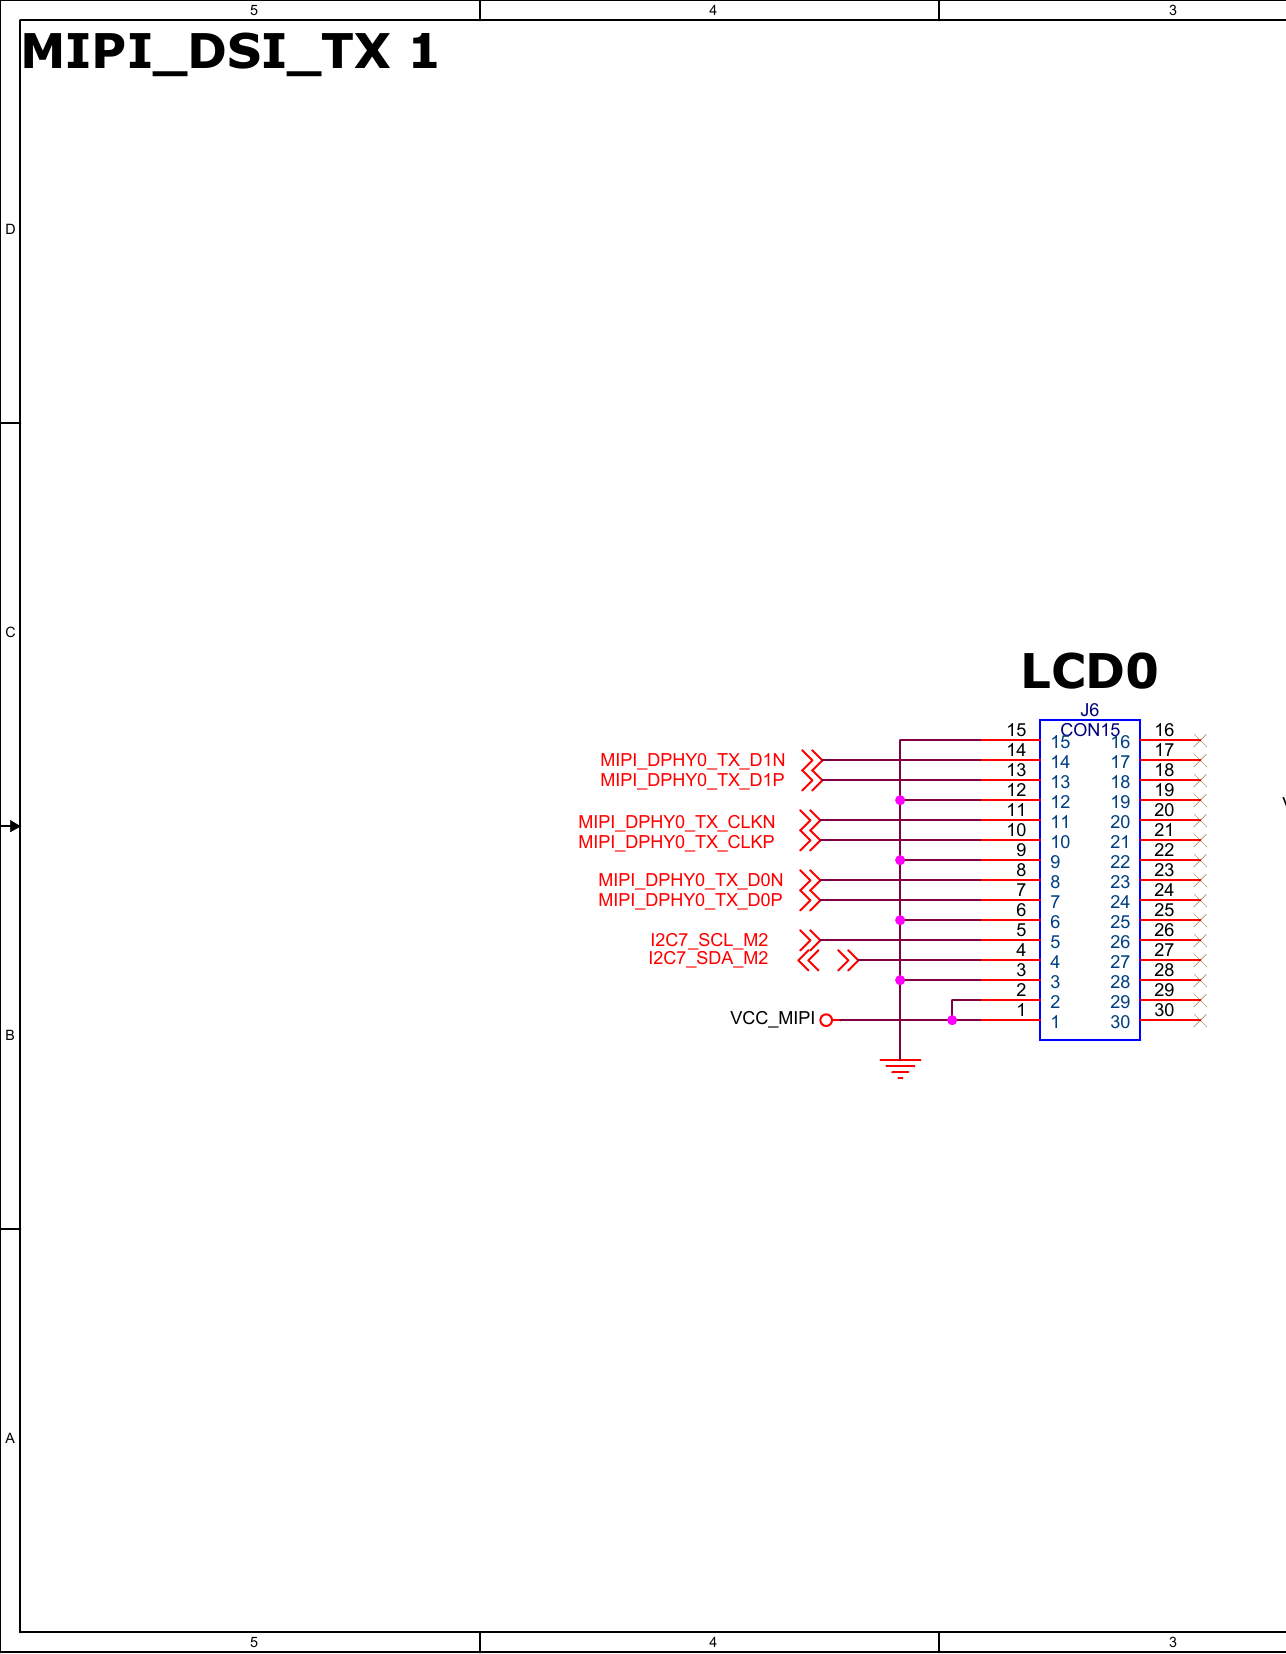 5 4 3
MIPI_DSI_TX 1
D
C
LCD0
J6
CON15
15 15 16 16
MIPI_DPHY0_TX_D1N 14 14 17 17
MIPI_DPHY0_TX_D1P 13 13 18 18
12 12 19 19
MIPI_DPHY0_TX_CLKN 11 11 20 20
MIPI_DPHY0_TX_CLKP 10 10 21 21
9 9 22 22
MIPI_DPHY0_TX_D0N 8 8 23 23
MIPI_DPHY0_TX_D0P 7 7 24 24
6 6 25 25
I2C7_SCL_M2 5 5 26 26
I2C7_SDA_M2 4 4 27 27
3 3 28 28
2 2 29 29
VCC_MIPI 1 1 30 30
B
A
5 4 3